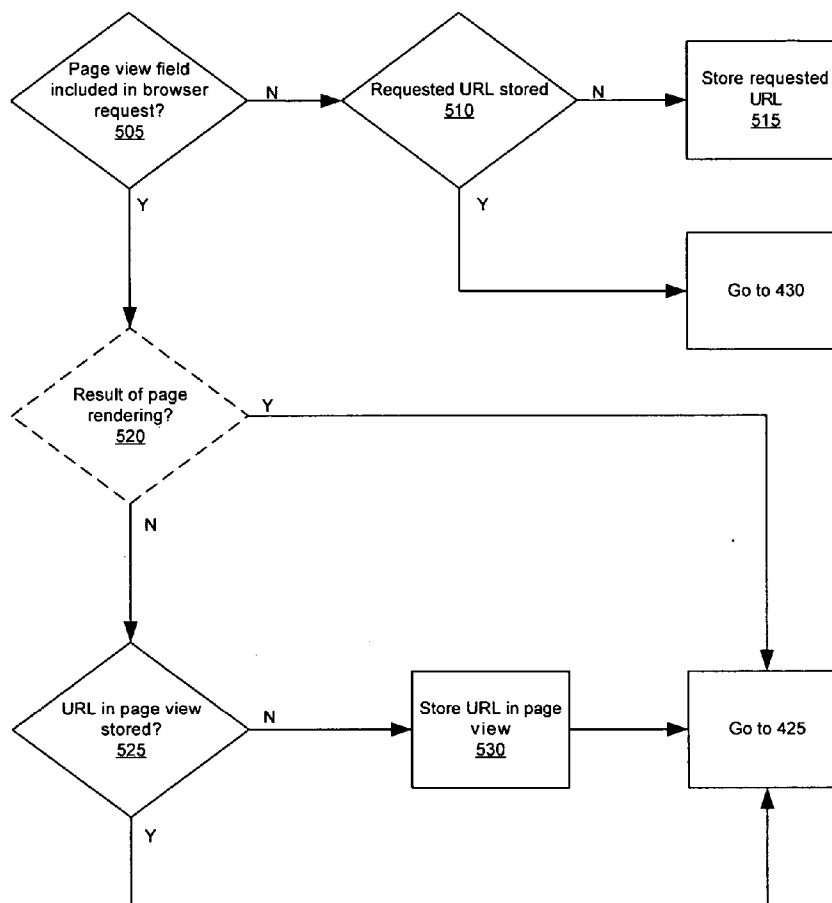 Page view field
included in browser
request?
505
N
Requested URL stored
510
N
Store requested
URL
515
Y
Y
Go to 430
Result of page
rendering?
520
Y
N
URL in page view
stored?
525
N
Store URL in page
view
530
Go to 425
Y